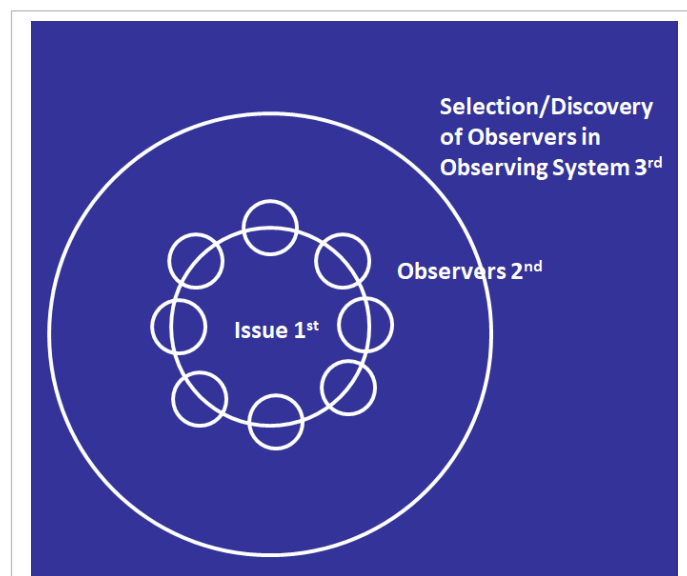 Selection/Discovery
of Observers in
Observing System 3rd
Observers 2nd
Issue 1st